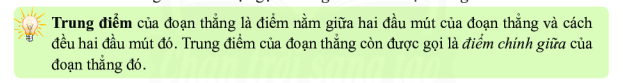 Trung điểm của đoạn thẳng là điểm nằm giữa hai đầu mút của đoạn thẳng và cách
đều hai đầu mút đó. Trung điểm của đoạn thẳng còn được gọi là điểm chính giữa của
đoạn thẳng đó.